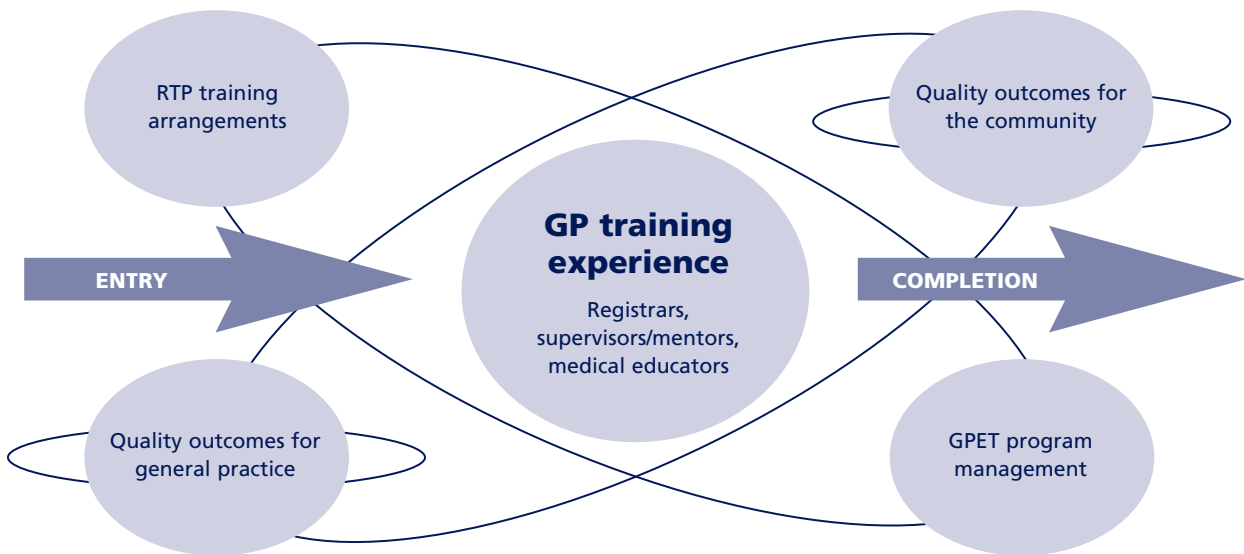 RTP training
arrangements
Quality outcomes for
the community
GP training
experience
Registrars,
supervisors/mentors,
medical educators
ENTRY
COMPLETION
Quality outcomes for
general practice
GPET program
management